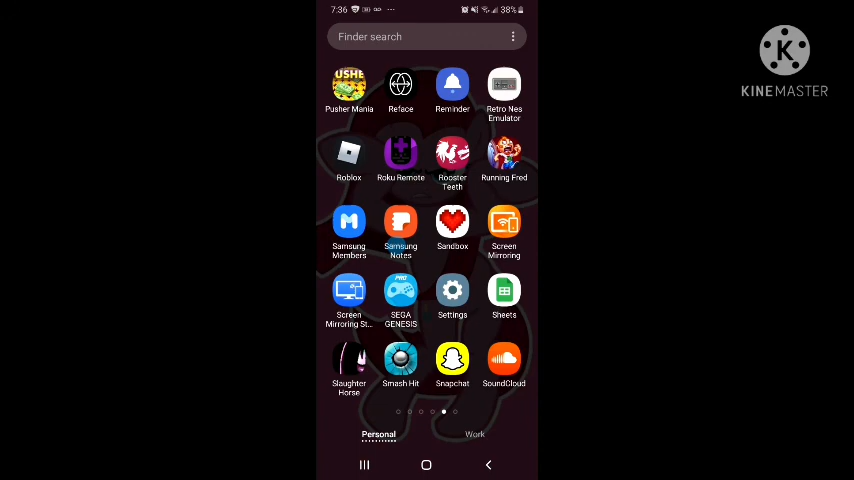 7:36
38%
Finder search
KINEMASTER
K
USHE
Pusher Mania
Reface
Reminder
Retro Nes
Emulator
Roblox
Roku Remote
Rooster
Teeth
Running Fred
Samsung
Members
Samsung
Notes
Sandbox
Screen
Mirroring
PRO
Screen
Mirroring St...
SEGA
GENESIS
Settings
Sheets
Slaughter
Horse
Smash Hit
Snapchat
SoundCloud
Personal
Work